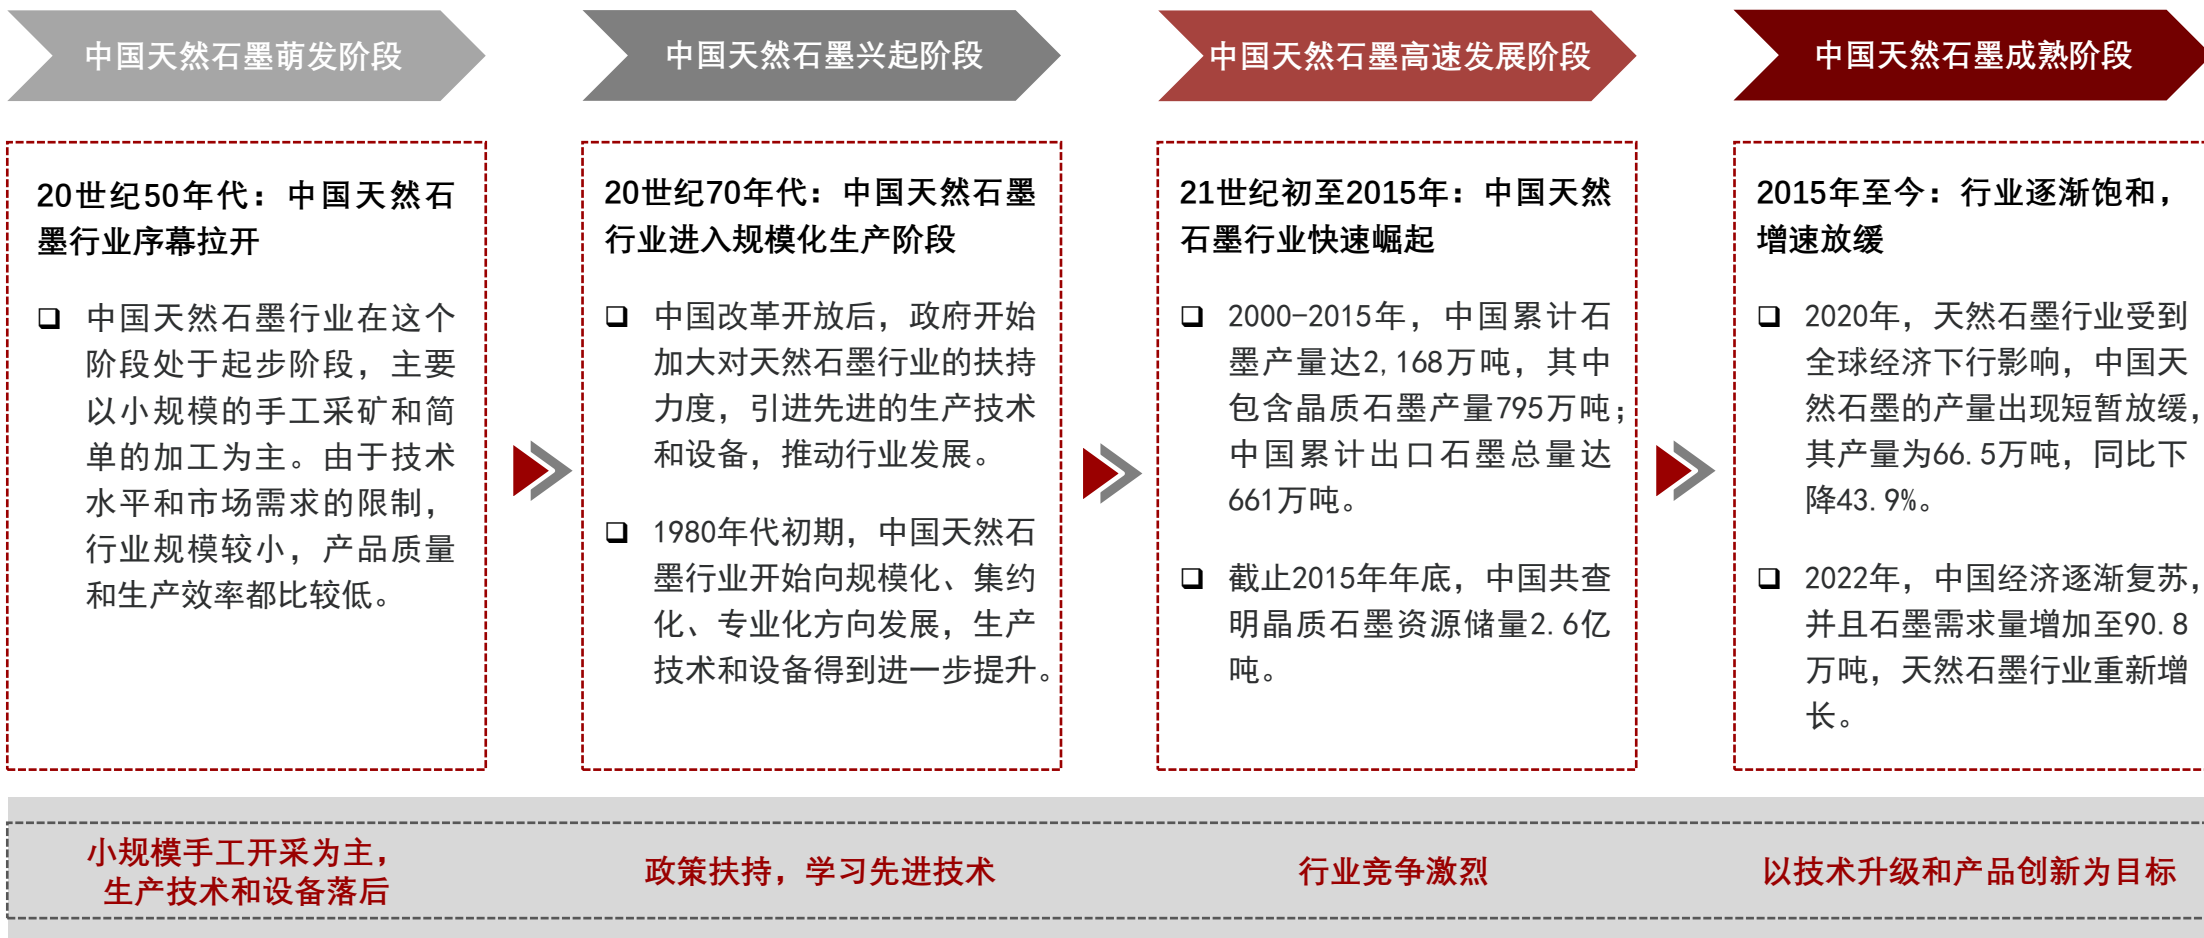 中国天然石墨萌发阶段
中国天然石墨兴起阶段
中国天然石墨高速发展阶段
中国天然石墨成熟阶段
20世纪50年代：中国天然石
墨行业序幕拉开
中国天然石墨行业在这个
阶段处于起步阶段，主要
以小规模的手工采矿和简
单的加工为主。由于技术
水平和市场需求的限制，
行业规模较小，产品质量
和生产效率都比较低。
20世纪70年代：中国天然石墨
行业进入规模化生产阶段
中国改革开放后，政府开始
加大对天然石墨行业的扶持
力度，引进先进的生产技术
和设备，推动行业发展。
1980年代初期，中国天然石
墨行业开始向规模化、集约
化、专业化方向发展，生产
技术和设备得到进一步提升。
21世纪初至2015年：中国天然
石墨行业快速崛起
2000-2015年，中国累计石
墨产量达2,168万吨，其中
包含晶质石墨产量795万吨；
中国累计出口石墨总量达
661万吨。
截止2015年年底，中国共查
明晶质石墨资源储量2.6亿
吨。
2015年至今：行业逐渐饱和，
增速放缓
2020年，天然石墨行业受到
全球经济下行影响，中国天
然石墨的产量出现短暂放缓，
其产量为66.5万吨，同比下
降43.9%。
2022年，中国经济逐渐复苏，
并且石墨需求量增加至90.8
万吨，天然石墨行业重新增
长。
小规模手工开采为主，
生产技术和设备落后
政策扶持，学习先进技术
行业竞争激烈
以技术升级和产品创新为目标